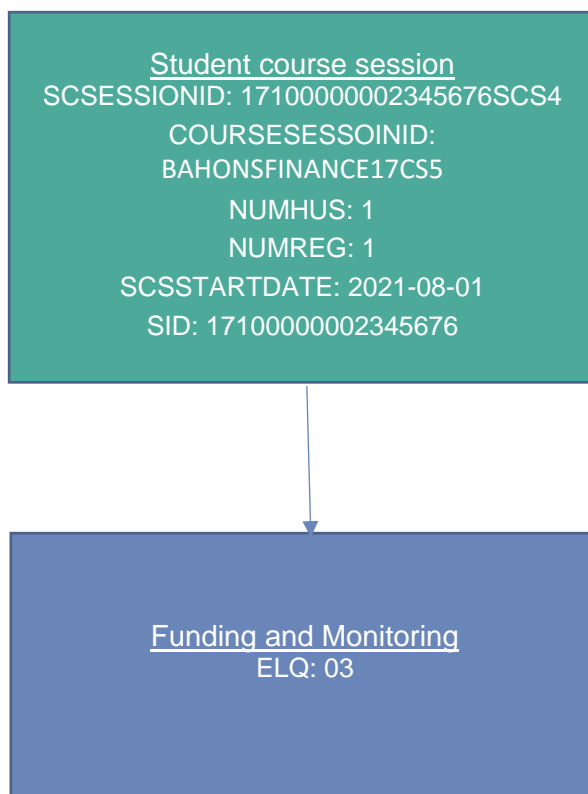 Student course session
SCSESSIONID: 17100000002345676SCS4
COURSESESSOINID:
BAHONSFINANCE17CS5
NUMHUS: 1
NUMREG: 1
SCSSTARTDATE: 2021-08-01
SID: 17100000002345676
Funding and Monitoring
ELQ: 03